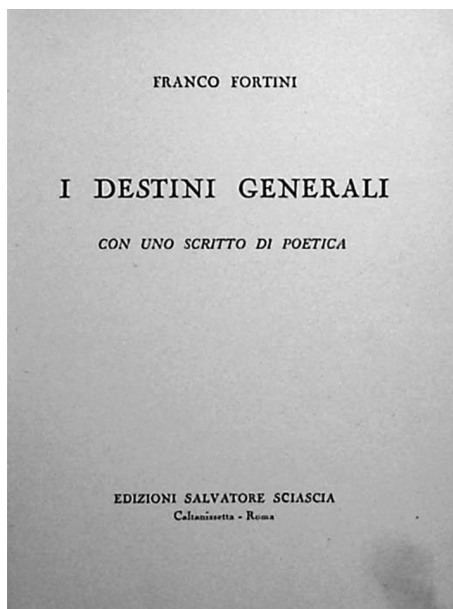 FRANCO FORTINI
I DESTINI GENERALI
CON UNO SCRITTO DI POETICA
EDIZIONI SALVATORE SCIASCIA
Caltanissetta - Roma